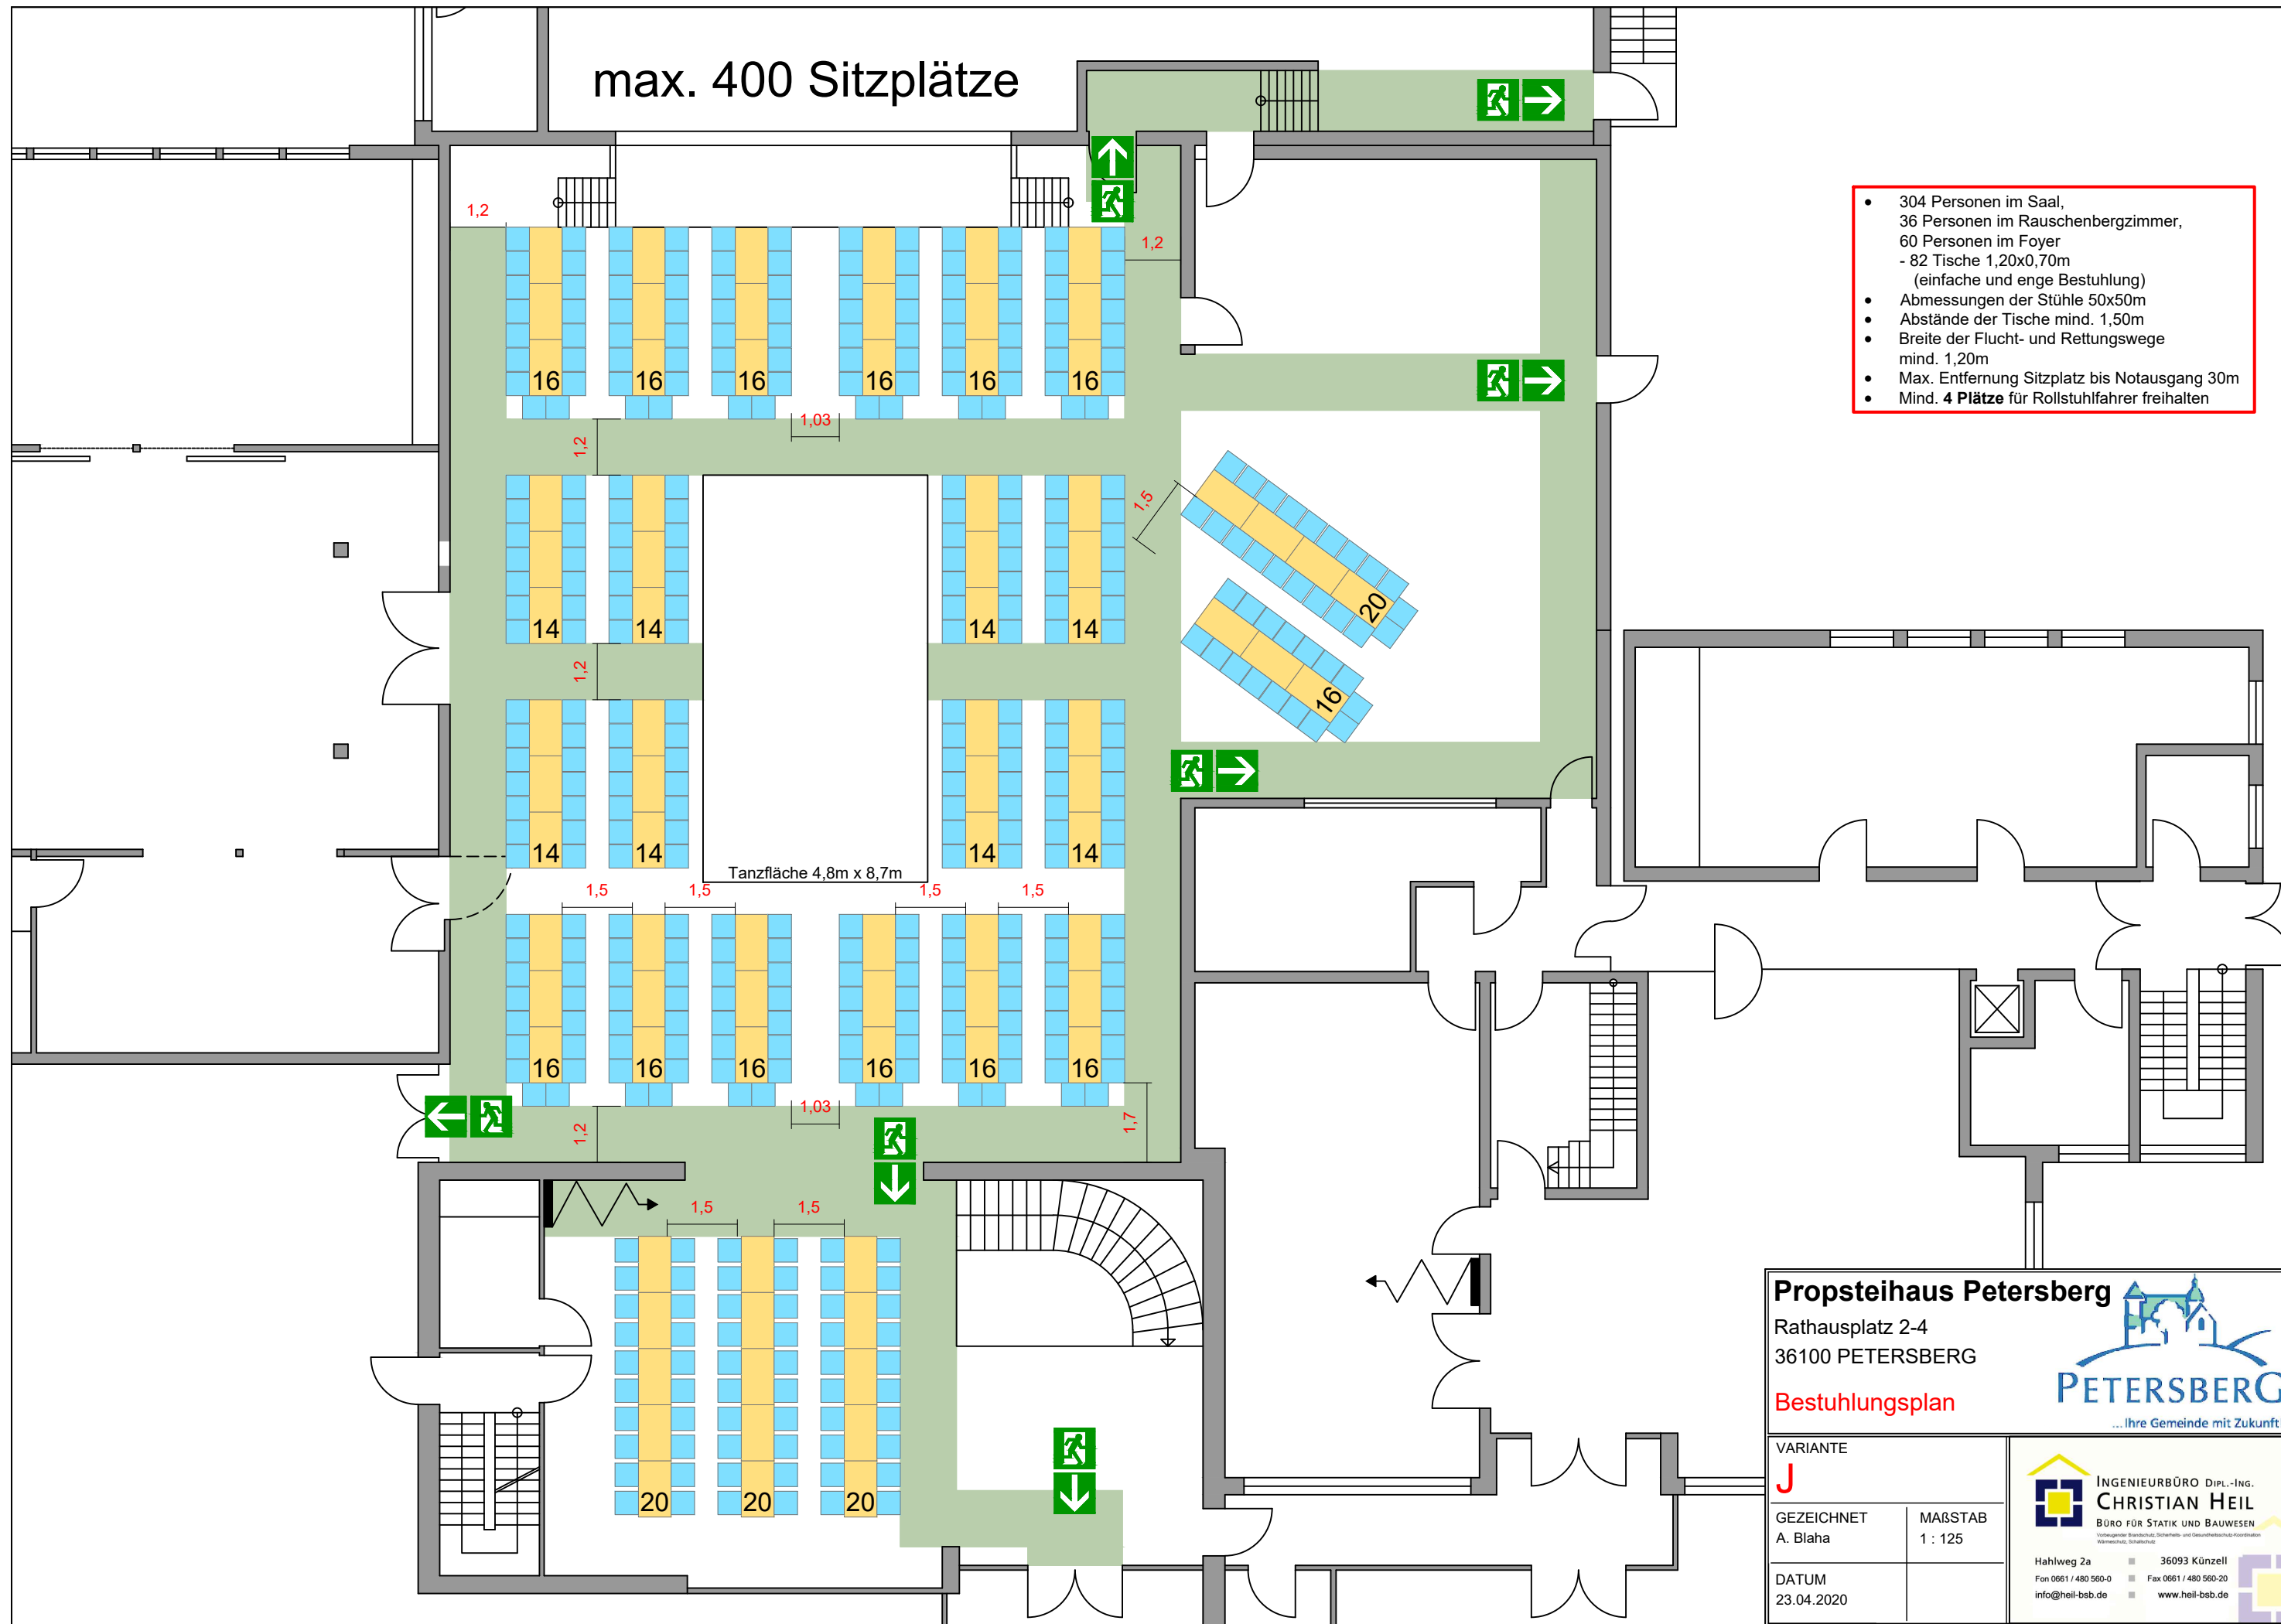 max. 400 Sitzplätze
• 304 Personen im Saal,
36 Personen im Rauschenbergzimmer,
60 Personen im Foyer
- 82 Tische 1,20x0,70m
(einfache und enge Bestuhlung)
• Abmessungen der Stühle 50x50m
• Abstände der Tische mind. 1,50m
• Breite der Flucht- und Rettungswege
mind. 1,20m
• Max. Entfernung Sitzplatz bis Notausgang 30m
• Mind. 4 Plätze für Rollstuhlfahrer freihalten
1,2
1,2
16 16 16 16 16 16
1,03
1,2
1,5
14 14 14 14
20
1,2
16
14 14 14 14
Tanzfläche 4,8m x 8,7m
1,5 1,5 1,5 1,5
16 16 16 16 16 16
1,03
1,2
1,7
1,5 1,5
20 20 20
Propsteihaus Petersberg
Rathausplatz 2-4
36100 PETERSBERG
Bestuhlungsplan
PETERSBERG
...Ihre Gemeinde mit Zukunft
VARIANTE
J
GEZEICHNET
A. Blaha
MAßSTAB
1 : 125
DATUM
23.04.2020
INGENIEURBÜRO DIPL.-ING.
CHRISTIAN HEIL
BÜRO FÜR STATIK UND BAUWESEN
Vorbeugender Brandschutz, Sicherheits- und Gesundheitsschutz-Koordination
Wärmeschutz, Schallschutz
Hahlweg 2a 36093 Künzell
Fon 0661 / 480 560-0 Fax 0661 / 480 560-20
info@heil-bsb.de www.heil-bsb.de